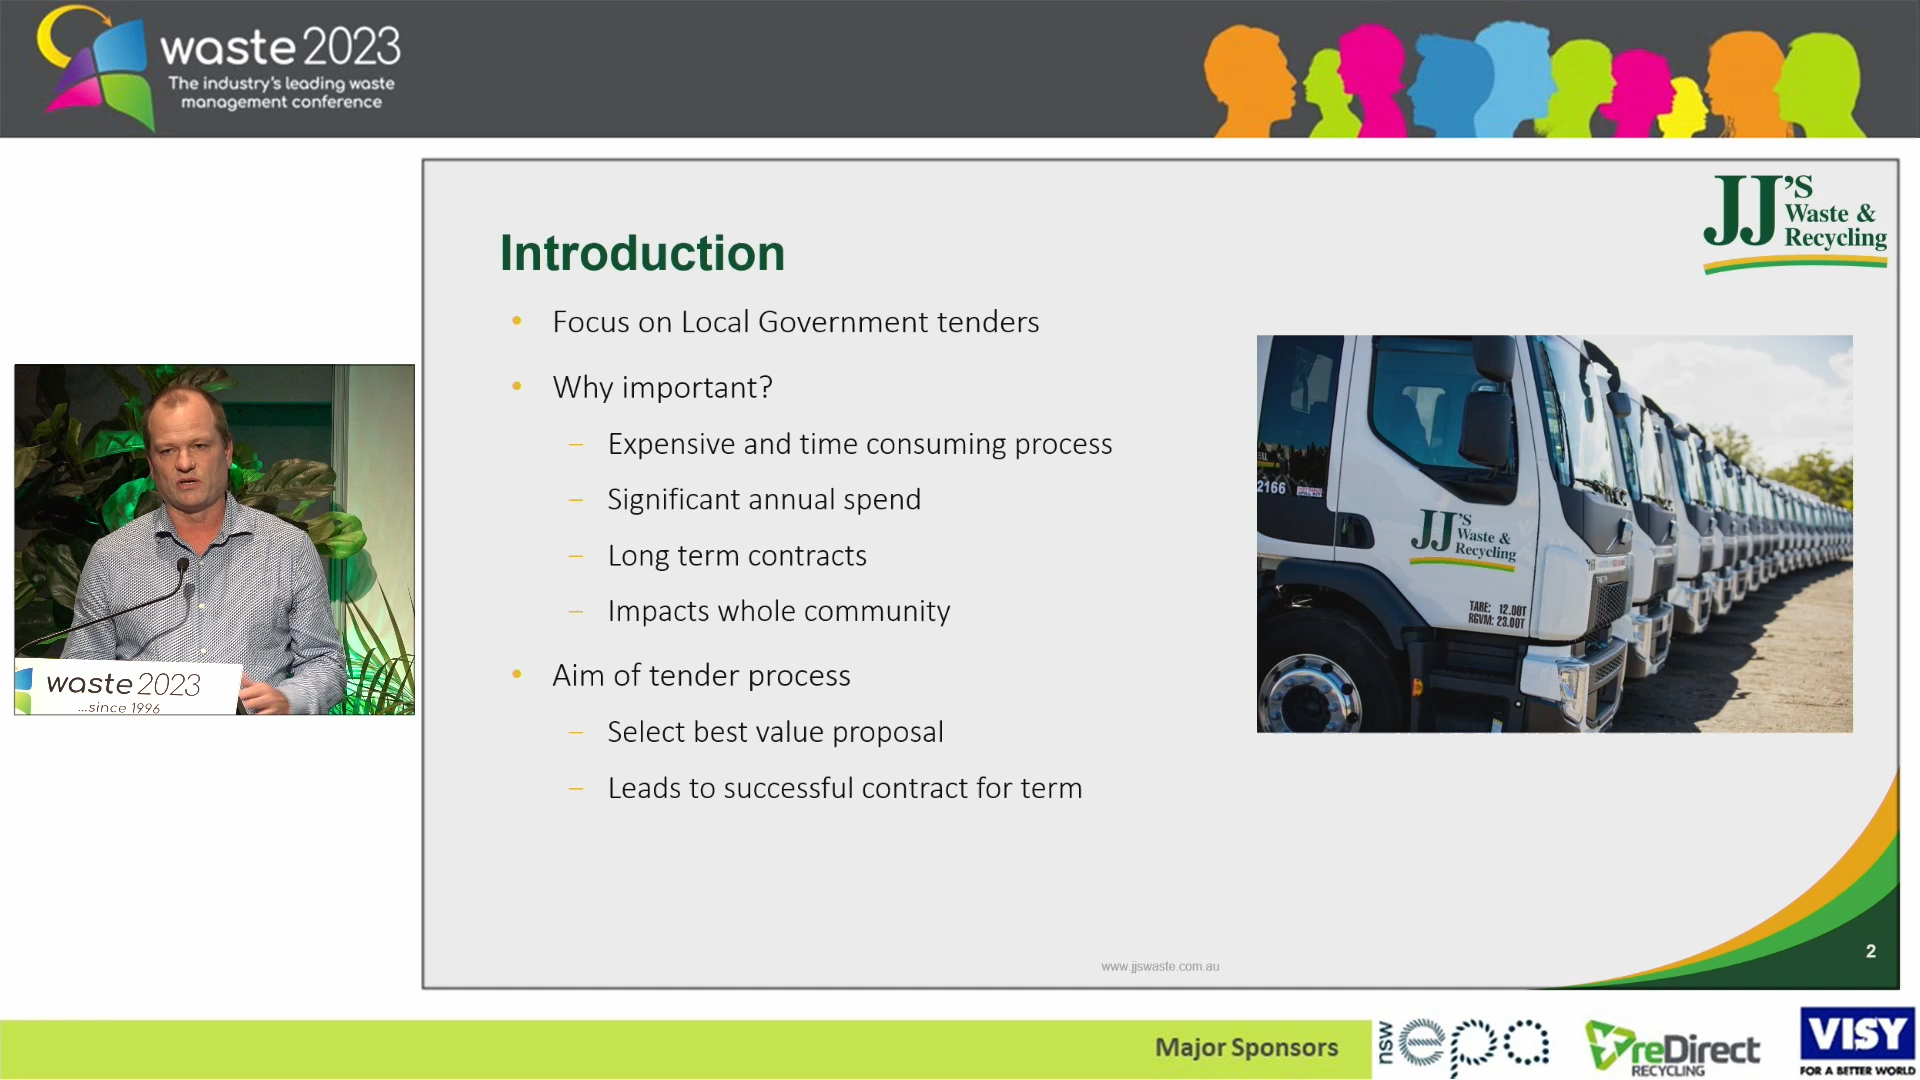 waste 2023
The industry's leading waste
management conference
JJ'S
Waste &
Recycling
Introduction
• Focus on Local Government tenders
• Why important?
– Expensive and time consuming process
– Significant annual spend
– Long term contracts
– Impacts whole community
• Aim of tender process
– Select best value proposal
– Leads to successful contract for term
2166
JJ'S
Waste &
Recycling
TARE: 12.00T
RGVM: 23.00T
waste 2023
...since 1996
www.jjswaste.com.au
2
Major Sponsors
nsw
epa
reDirect
RECYCLING
VISY
FOR A BETTER WORLD